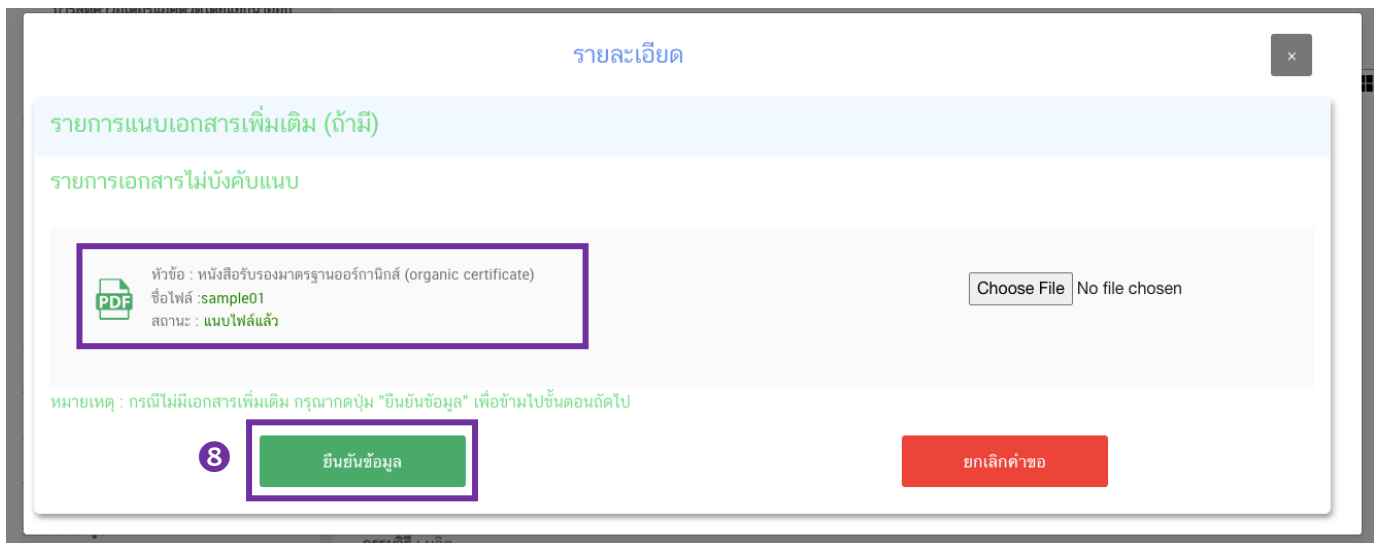 รายละเอียด
×
รายการแนบเอกสารเพิ่มเติม (ถ้ามี)
รายการเอกสารไม่บังคับแนบ
หัวข้อ : หนังสือรับรองมาตรฐานออร์กานิกส์ (organic certificate)
PDF
ชื่อไฟล์ :sample01
สถานะ : แนบไฟล์แล้ว
Choose File No file chosen
หมายเหตุ : กรณีไม่มีเอกสารเพิ่มเติม กรุณากดปุ่ม "ยืนยันข้อมูล" เพื่อข้ามไปขั้นตอนถัดไป
8
ยืนยันข้อมูล
ยกเลิกคำขอ